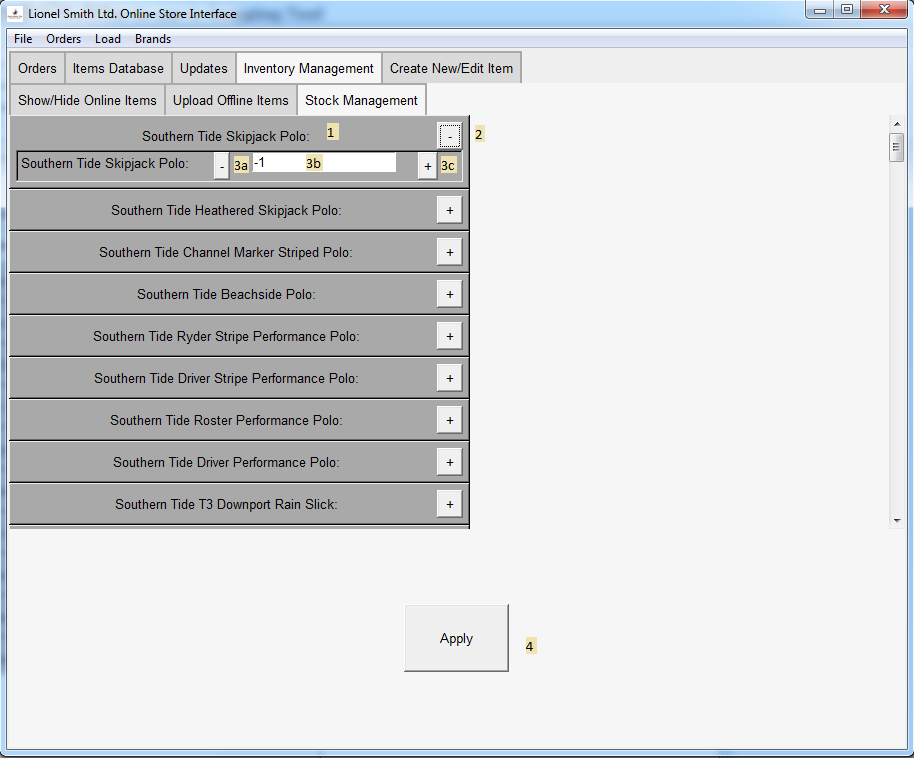 Lionel Smith Ltd. Online Store Interface
File Orders Load Brands
Orders Items Database Updates Inventory Management Create New/Edit Item
Show/Hide Online Items Upload Offline Items Stock Management
Southern Tide Skipjack Polo: 1 - 2
Southern Tide Skipjack Polo: - 3a -1 3b + 3c
Southern Tide Heathered Skipjack Polo: +
Southern Tide Channel Marker Striped Polo: +
Southern Tide Beachside Polo: +
Southern Tide Ryder Stripe Performance Polo: +
Southern Tide Driver Stripe Performance Polo: +
Southern Tide Roster Performance Polo: +
Southern Tide Driver Performance Polo: +
Southern Tide T3 Downport Rain Slick: +
Apply 4